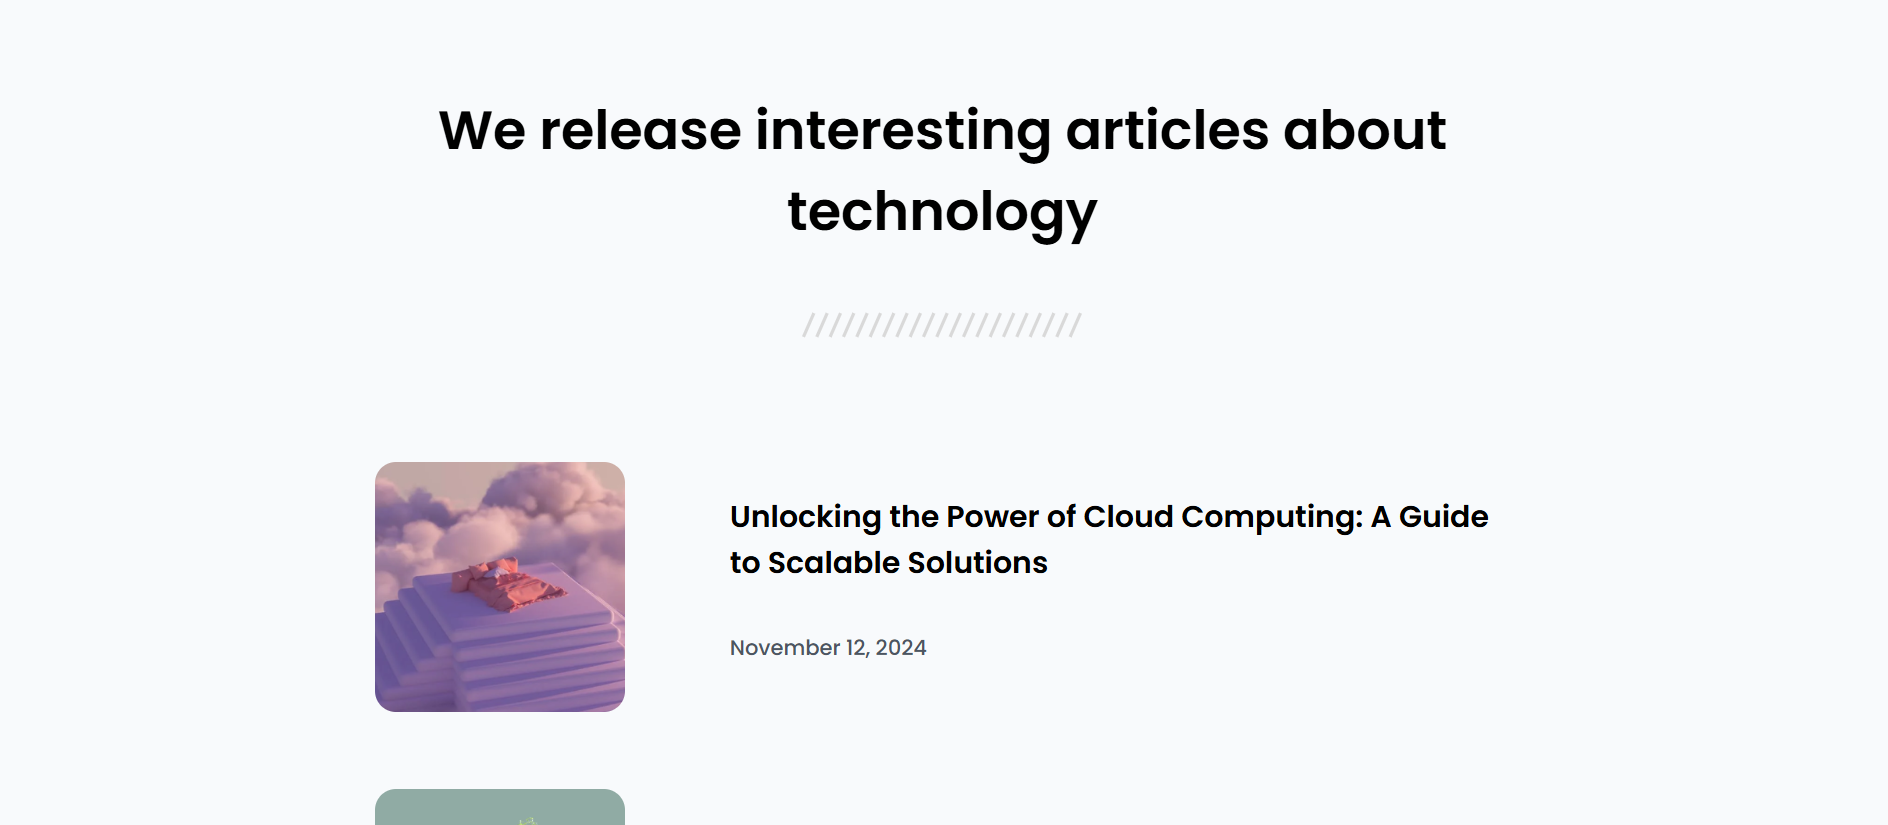 We release interesting articles about
technology
Unlocking the Power of Cloud Computing: A Guide
to Scalable Solutions
November 12, 2024